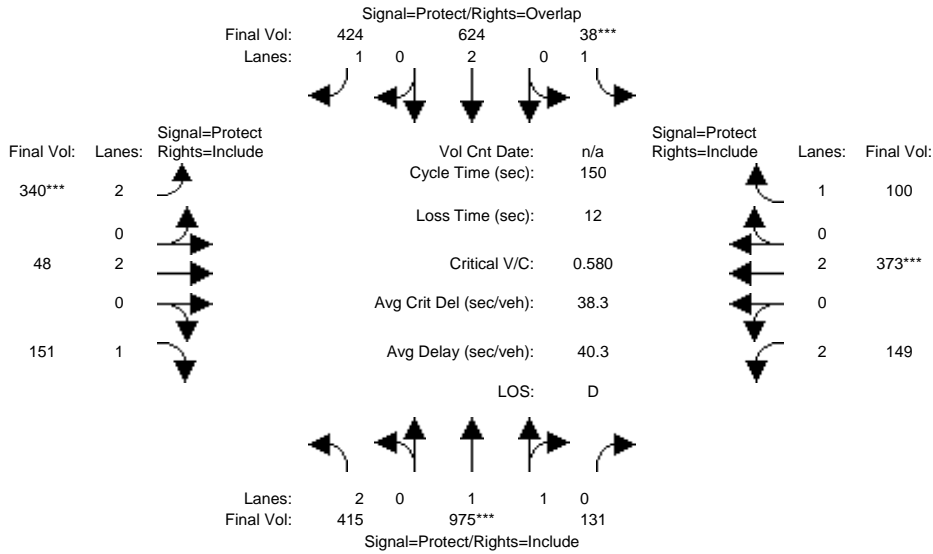 Signal=Protect/Rights=Overlap
Final Vol: 424 624 38***
Lanes: 1 0 2 0 1
Signal=Protect
Final Vol: Lanes: Rights=Include
Vol Cnt Date: n/a
Signal=Protect
Rights=Include Lanes: Final Vol:
Cycle Time (sec): 150
340*** 2
1 100
Loss Time (sec): 12
0
0
48 2
Critical V/C: 0.580
2 373***
0
Avg Crit Del (sec/veh): 38.3
0
151 1
Avg Delay (sec/veh): 40.3
2 149
LOS: D
Lanes: 2 0 1 1 0
Final Vol: 415 975*** 131
Signal=Protect/Rights=Include